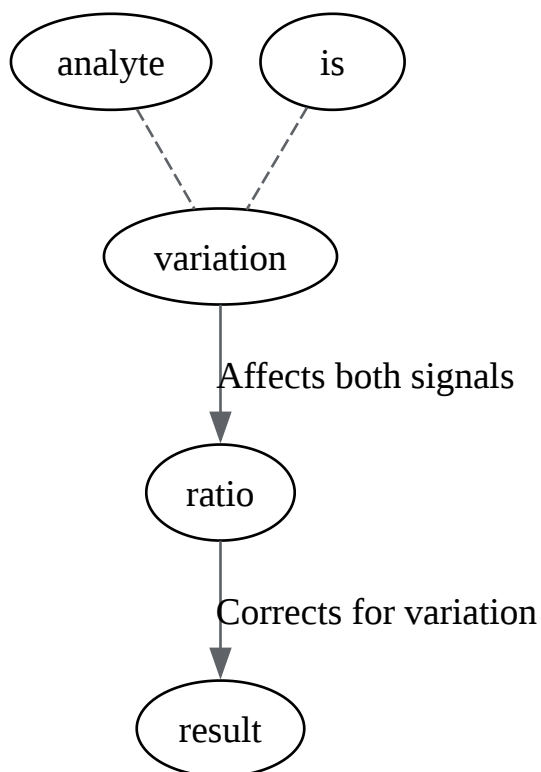 analyte
is
variation
Affects both signals
ratio
Corrects for variation
result